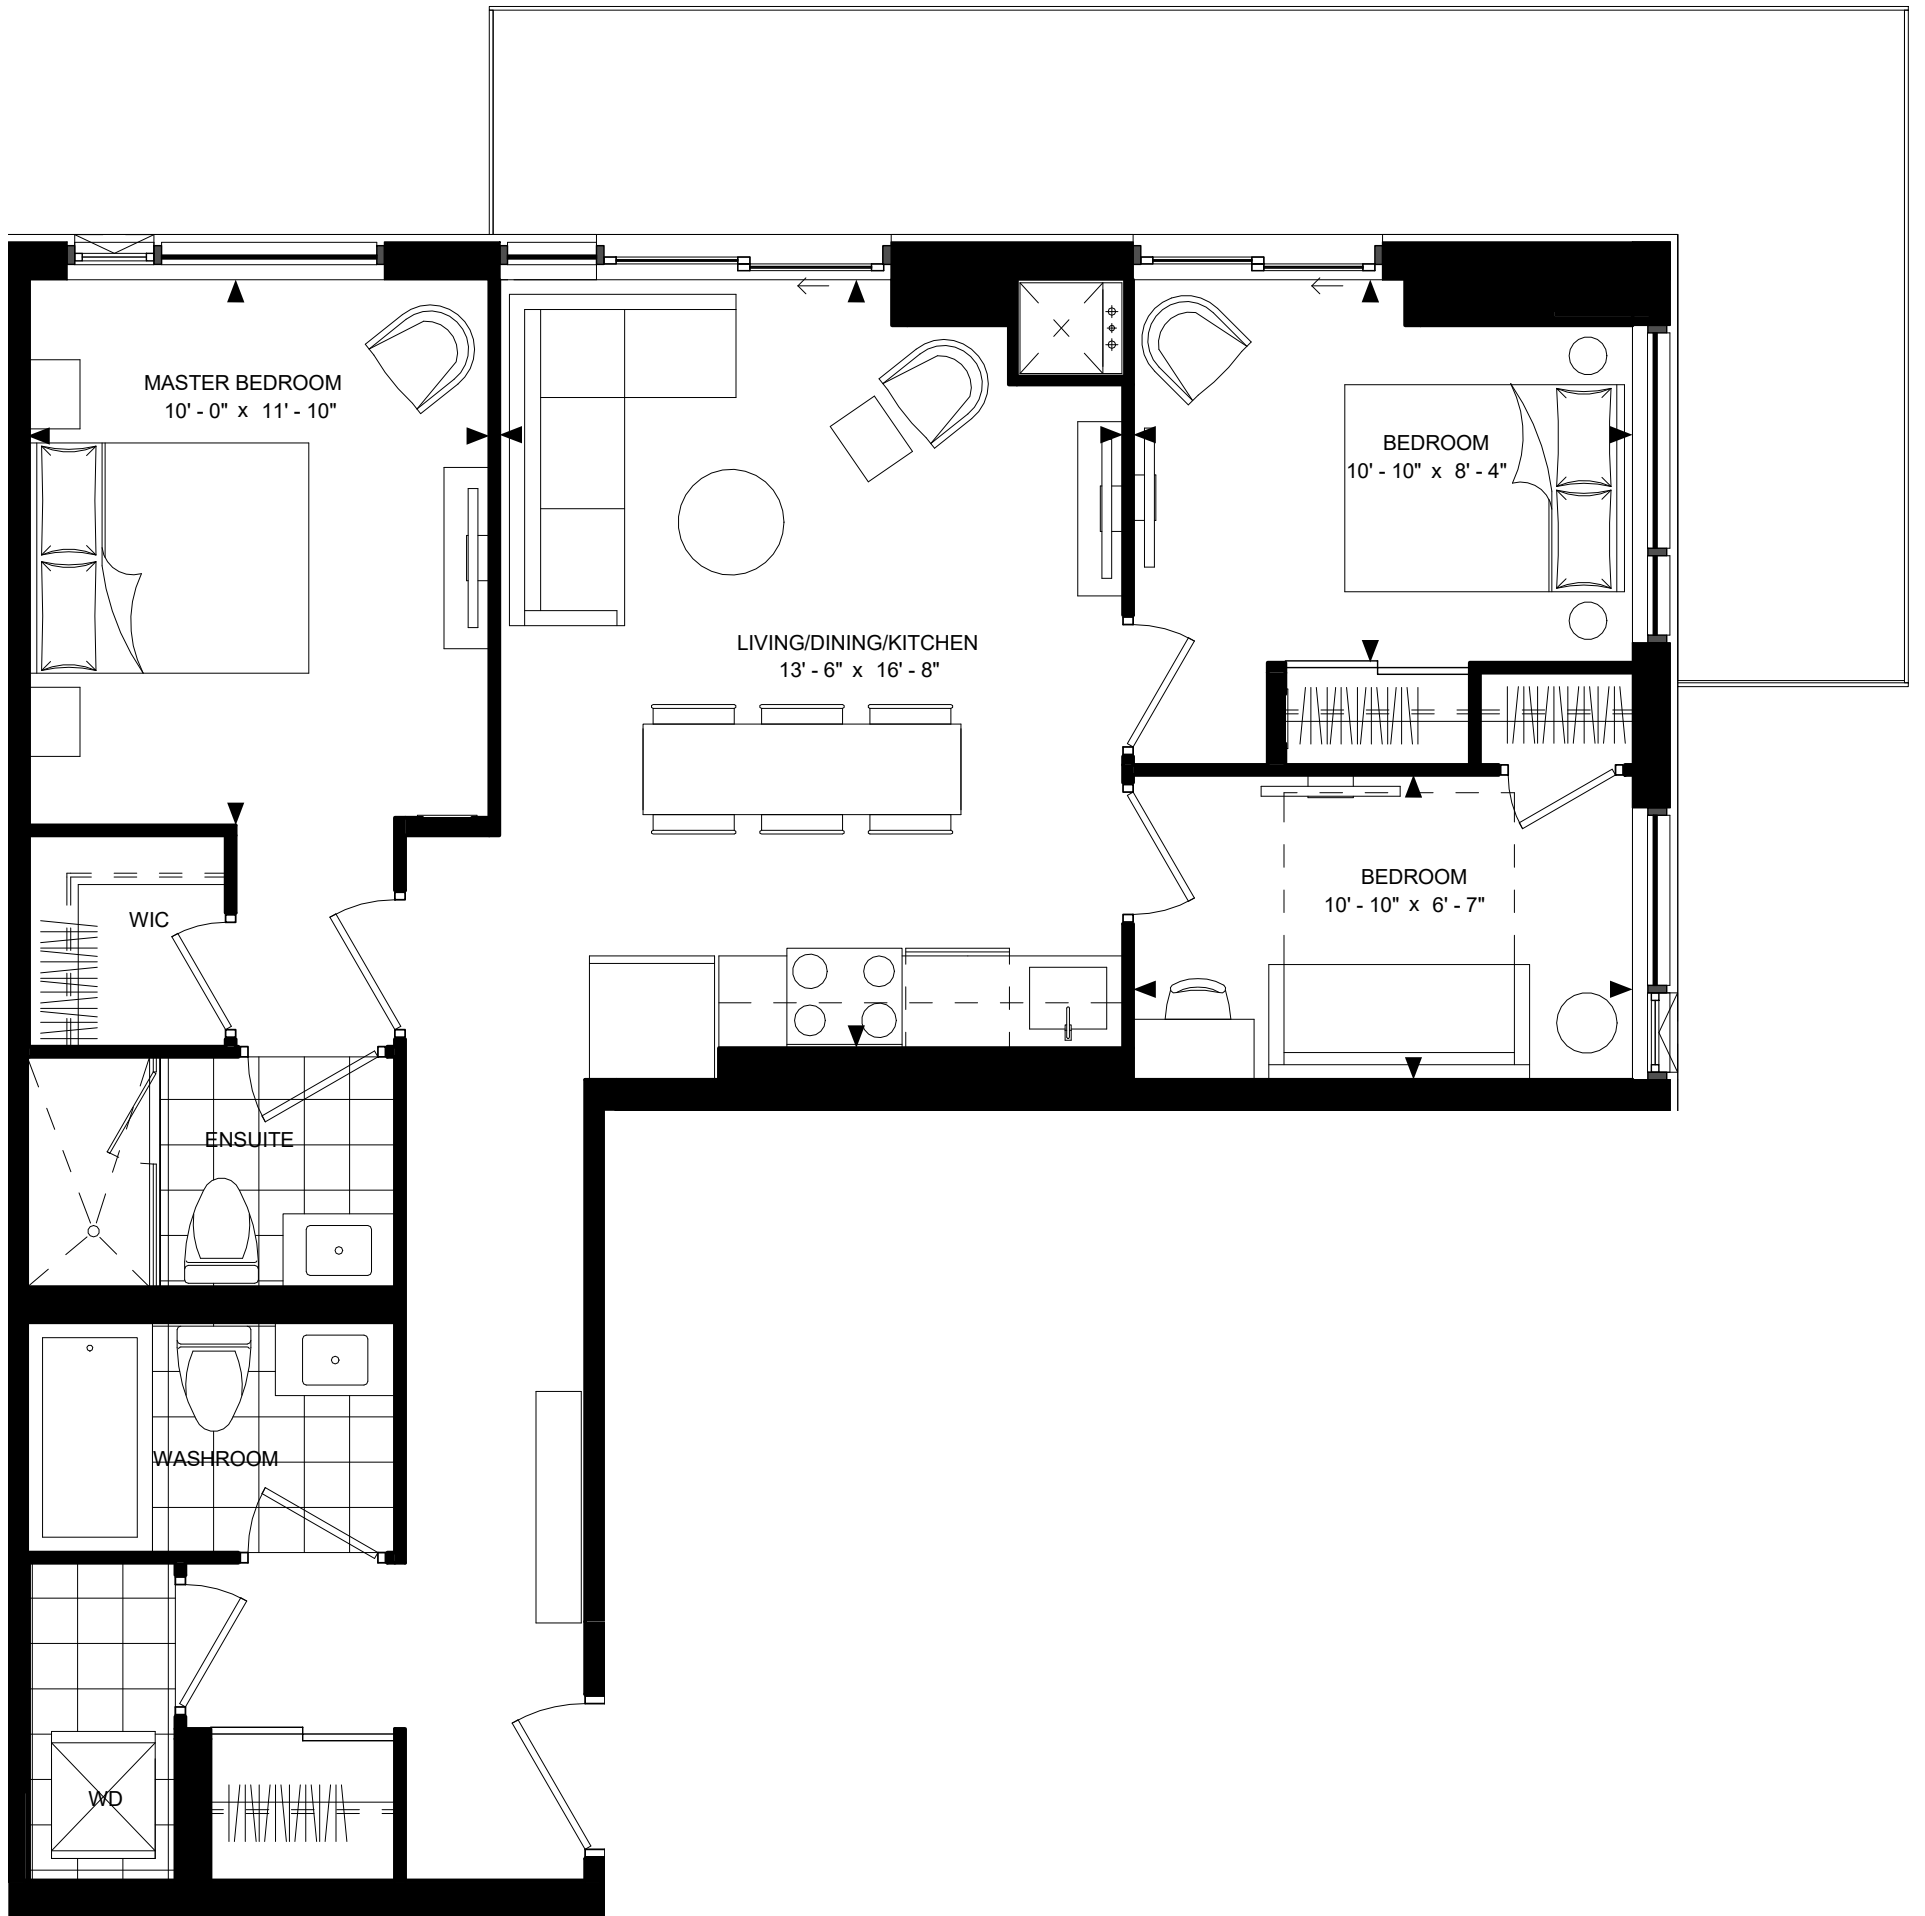 MASTER BEDROOM
10' - 0" x 11' - 10"
BEDROOM
10' - 10" x 8' - 4"
LIVING/DINING/KITCHEN
13' - 6" x 16' - 8"
BEDROOM
10' - 10" x 6' - 7"
WIC
ENSUITE
WASHROOM
WD